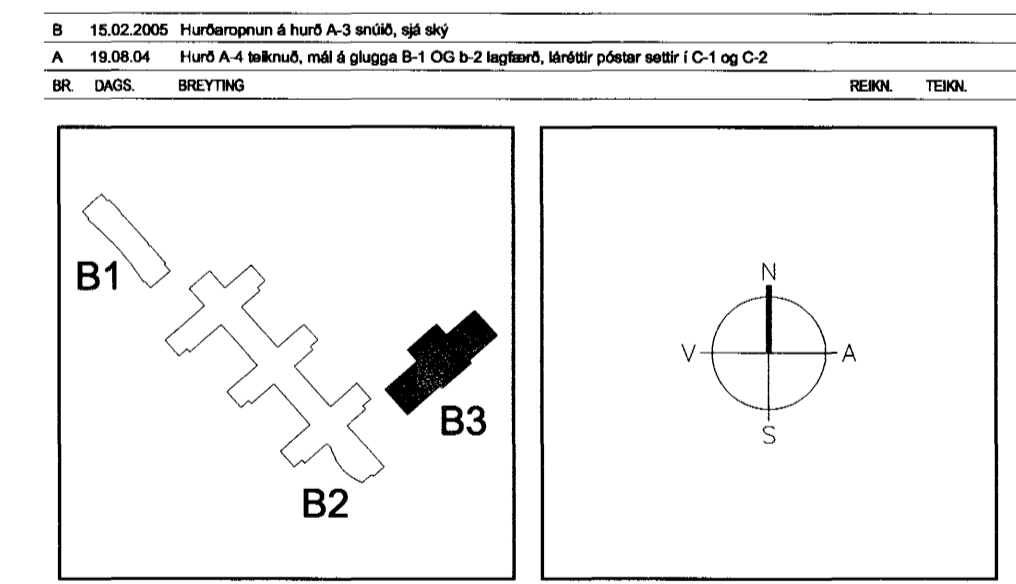 B 15.02.2005 Hurðaropnun á hurð A-3 snúið, sjá ský
A 19.08.04 Hurð A-4 teiknuð, mál á glugga B-1 OG b-2 lagfærð, láréttir póstar settir í C-1 og C-2
BR. DAGS. BREYTING REIKN. TEIKN.
B1
B3
B2
N
V A
S